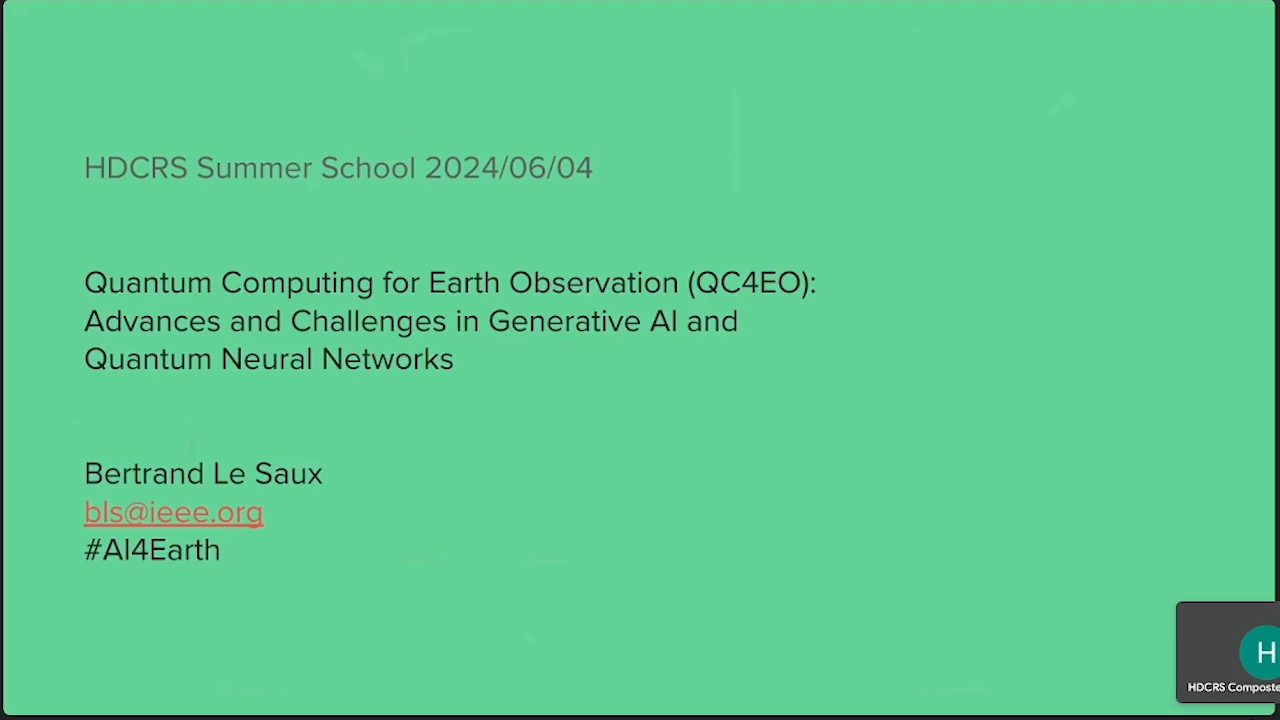 HDCRS Summer School 2024/06/04
Quantum Computing for Earth Observation (QC4EO):
Advances and Challenges in Generative AI and
Quantum Neural Networks
Bertrand Le Saux
bls@ieee.org
#AI4Earth
H
HDCRS Composte